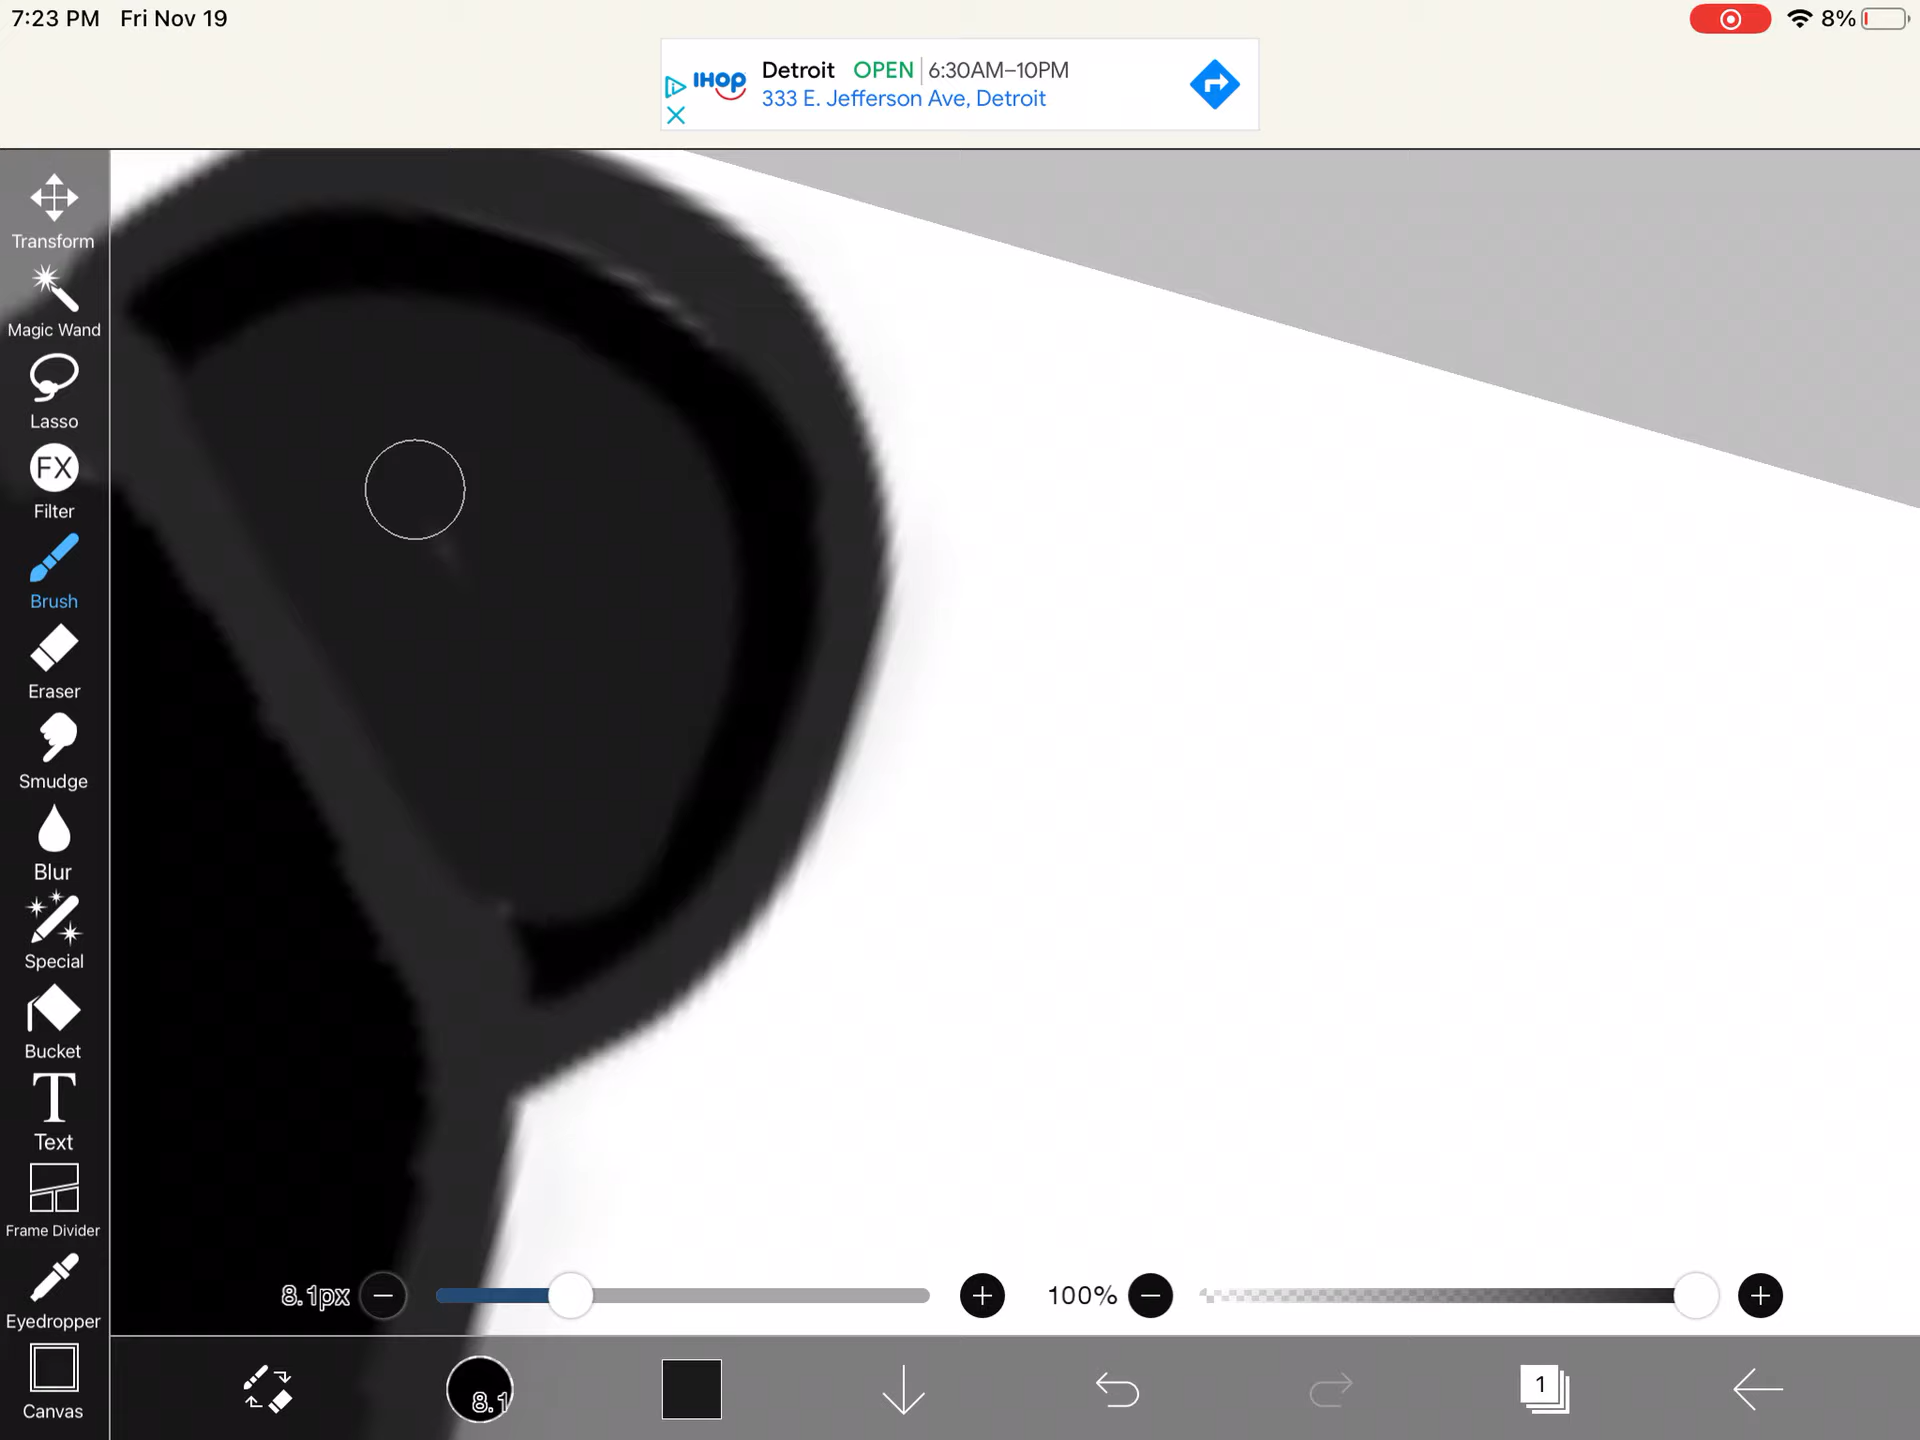 7:23 PM Fri Nov 19
8%
IHOP
Detroit OPEN 6:30AM–10PM
333 E. Jefferson Ave, Detroit
Transform
Magic Wand
Lasso
FX
Filter
Brush
Eraser
Smudge
Blur
Special
Bucket
T
Text
Frame Divider
Eyedropper
Canvas
8.1px
100%
8.1
1